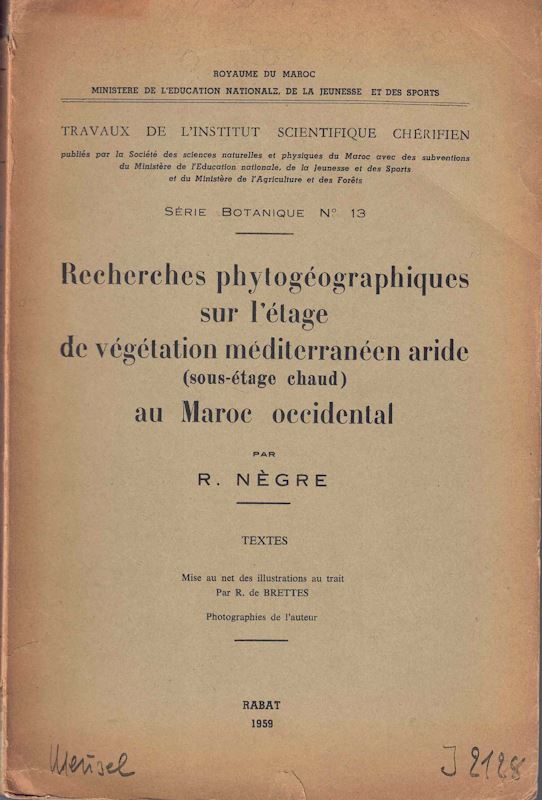 ROYAUME DU MAROC
MINISTERE DE L'EDUCATION NATIONALE, DE LA JEUNESSE ET DES SPORTS
TRAVAUX DE L'INSTITUT SCIENTIFIQUE CHÉRIFIEN
publiés par la Société des sciences naturelles et physiques du Maroc avec des subventions
du Ministère de l'Education nationale, de la Jeunesse et des Sports
et du Ministère de l'Agriculture et des Forêts
SÉRIE BOTANIQUE N° 13
Recherches phytogéographiques
sur l'étage
de végétation méditerranéen aride
(sous-étage chaud)
au Maroc occidental
PAR
R. NÈGRE
TEXTES
Mise au net des illustrations au trait
Par R. de BRETTES
Photographies de l'auteur
RABAT
1959
Meusel